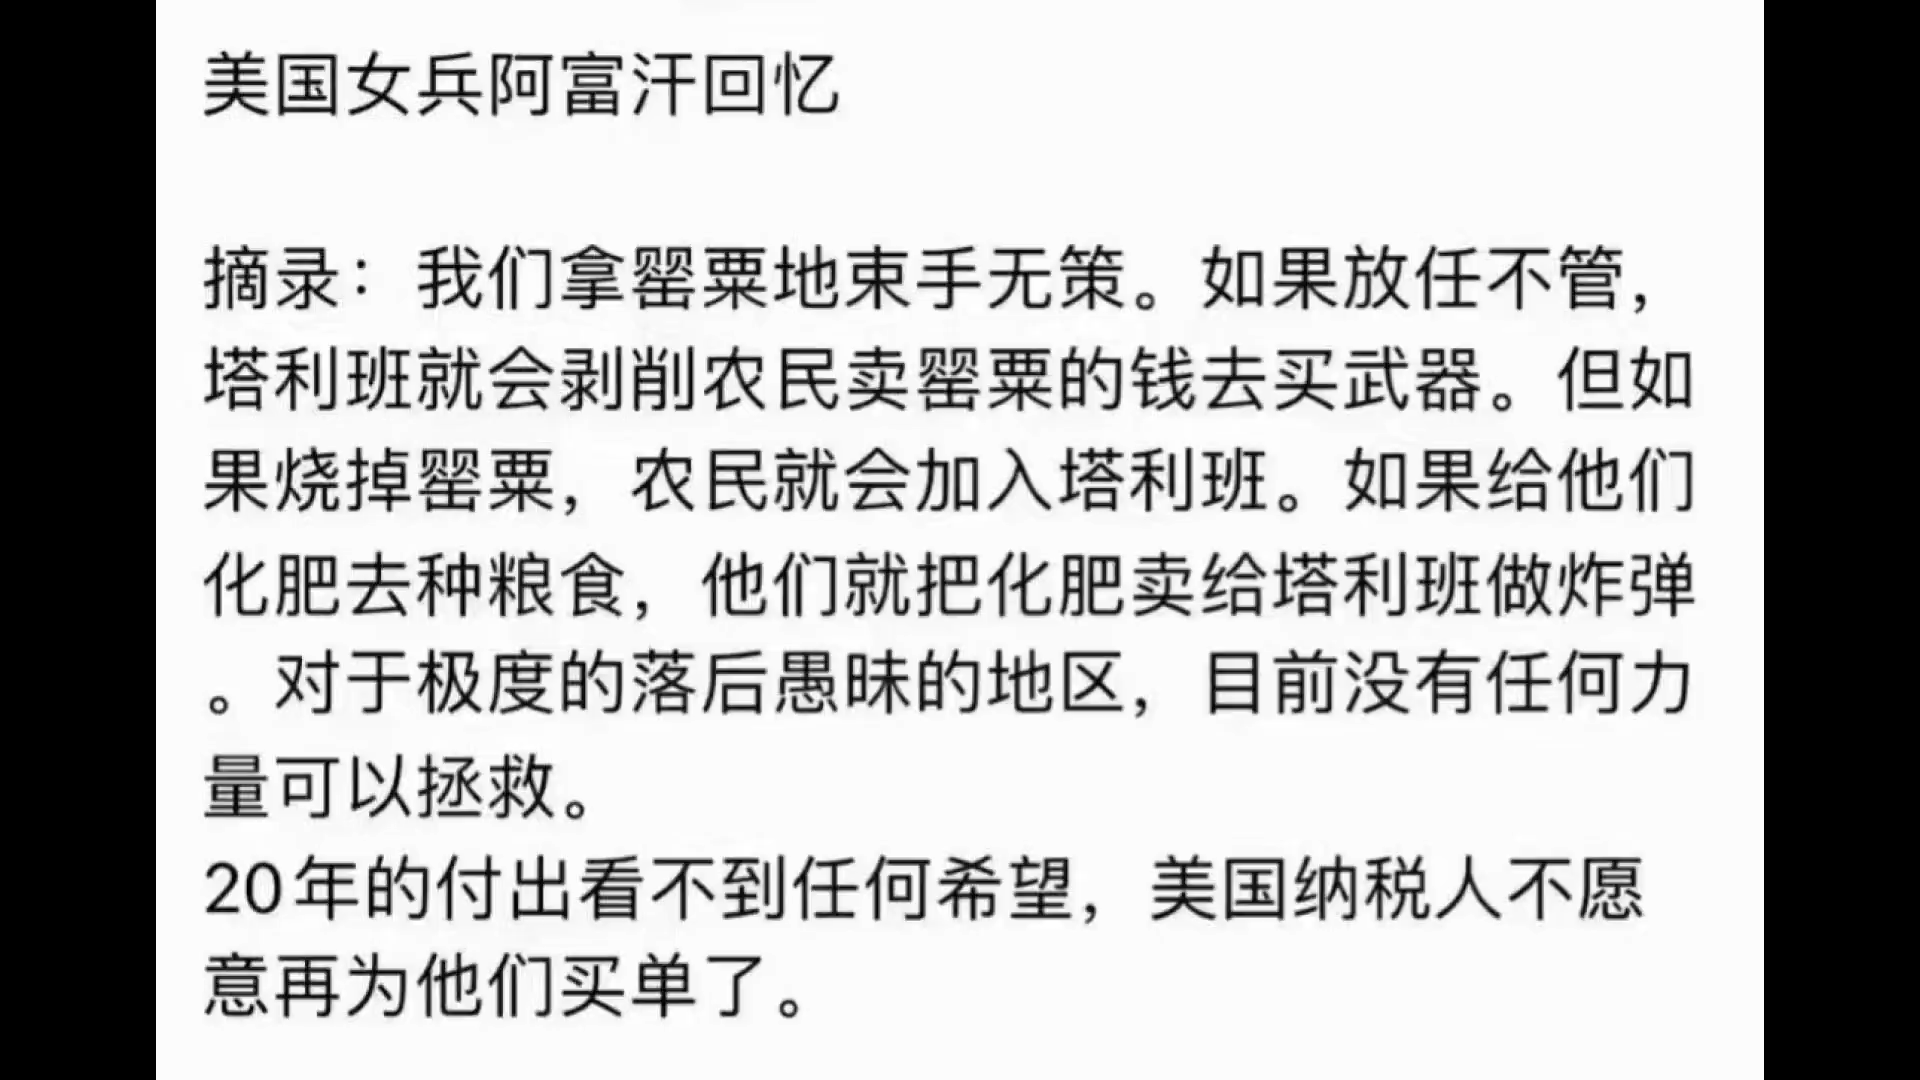 美国女兵阿富汗回忆
摘录：我们拿罂粟地束手无策。如果放任不管，
塔利班就会剥削农民卖罂粟的钱去买武器。但如
果烧掉罂粟，农民就会加入塔利班。如果给他们
化肥去种粮食，他们就把化肥卖给塔利班做炸弹
。对于极度的落后愚昧的地区，目前没有任何力
量可以拯救。
20年的付出看不到任何希望，美国纳税人不愿
意再为他们买单了。